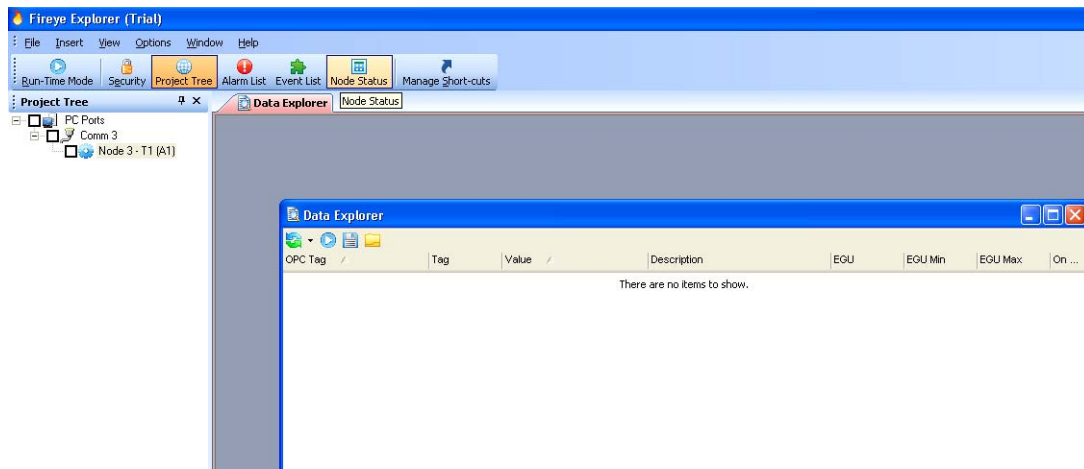 Fireye Explorer (Trial)
File Insert View Options Window Help
Run-Time Mode Security Project Tree Alarm List Event List Node Status Manage Short-cuts
Project Tree Data Explorer Node Status
PC Ports
Comm 3
Node 3 - T1 (A1)
Data Explorer
OPC Tag Tag Value Description EGU EGU Min EGU Max On ...
There are no items to show.